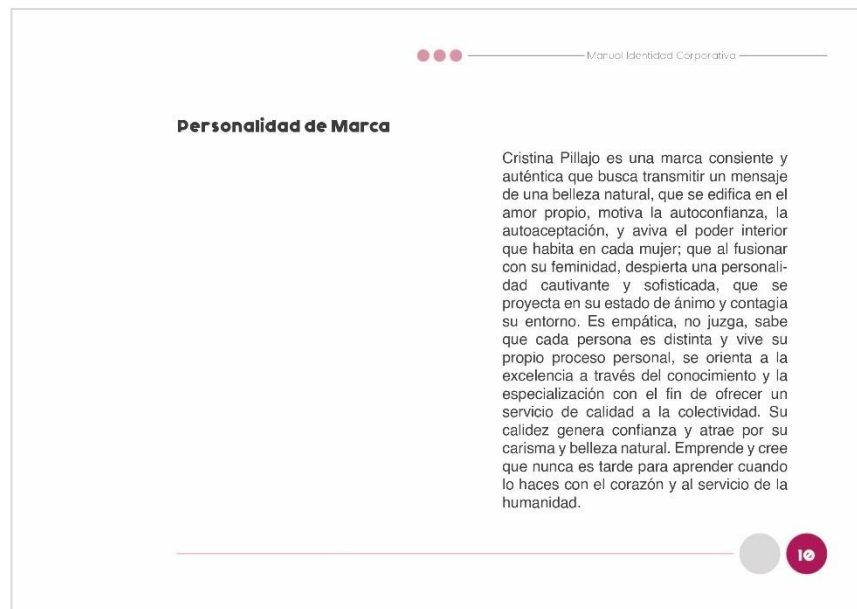 Manual Identidad Corporativa
Personalidad de Marca
Cristina Pillajo es una marca consiente y
auténtica que busca transmitir un mensaje
de una belleza natural, que se edifica en el
amor propio, motiva la autoconfianza, la
autoaceptación, y aviva el poder interior
que habita en cada mujer; que al fusionar
con su feminidad, despierta una personali-
dad cautivante y sofisticada, que se
proyecta en su estado de ánimo y contagia
su entorno. Es empática, no juzga, sabe
que cada persona es distinta y vive su
propio proceso personal, se orienta a la
excelencia a través del conocimiento y la
especialización con el fin de ofrecer un
servicio de calidad a la colectividad. Su
calidez genera confianza y atrae por su
carisma y belleza natural. Emprende y cree
que nunca es tarde para aprender cuando
lo haces con el corazón y al servicio de la
humanidad.
10